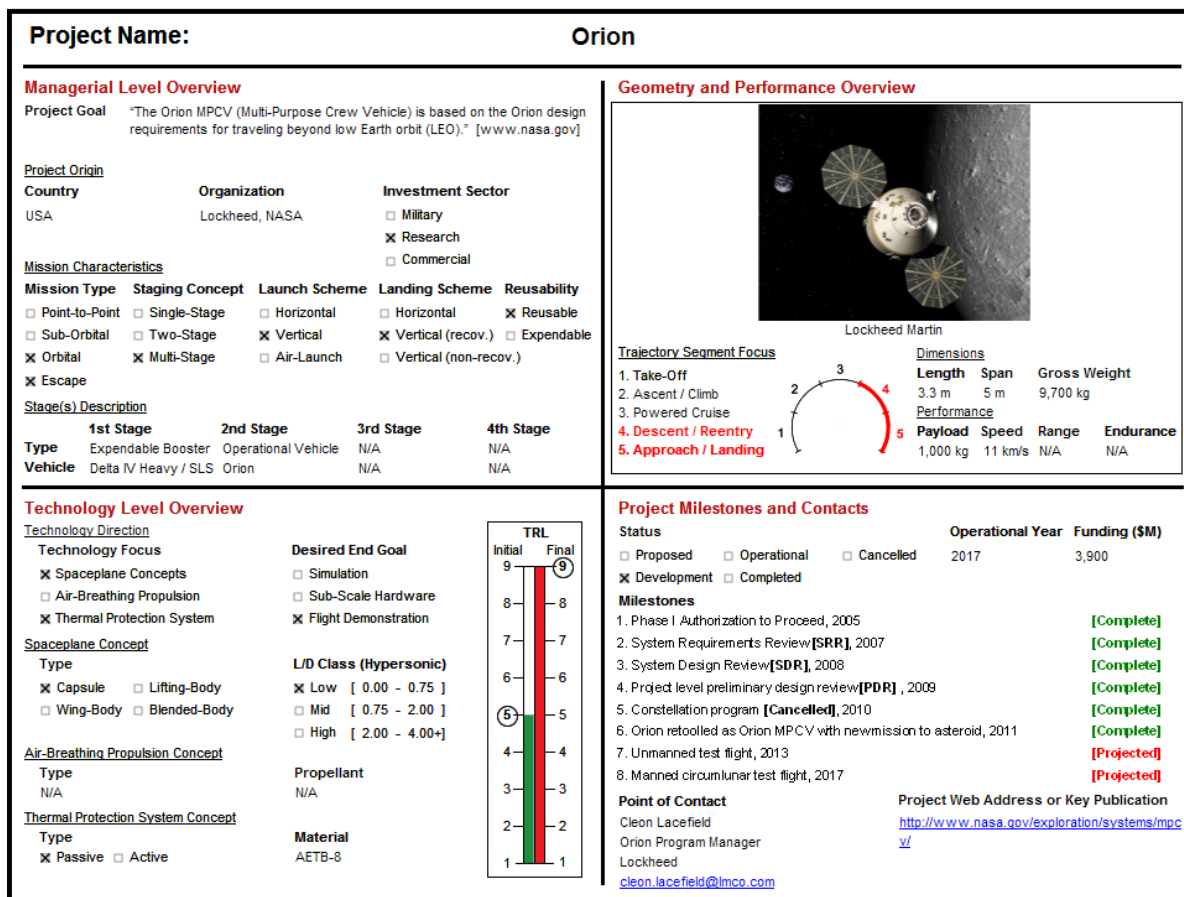 Project Name: Orion
Managerial Level Overview
Project Goal "The Orion MPCV (Multi-Purpose Crew Vehicle) is based on the Orion design
requirements for traveling beyond low Earth orbit (LEO)." [www.nasa.gov]
Project Origin
Country Organization Investment Sector
USA Lockheed, NASA Military
Research
Commercial
Mission Characteristics
Mission Type Staging Concept Launch Scheme Landing Scheme Reusability
Point-to-Point Single-Stage Horizontal Horizontal Reusable
Sub-Orbital Two-Stage Vertical Vertical (recov.) Expendable
Orbital Multi-Stage Air-Launch Vertical (non-recov.)
Escape
Stage(s) Description
1st Stage 2nd Stage 3rd Stage 4th Stage
Type Expendable Booster Operational Vehicle N/A N/A
Vehicle Delta IV Heavy / SLS Orion N/A N/A
Geometry and Performance Overview
Lockheed Martin
Trajectory Segment Focus
1. Take-Off
2. Ascent / Climb
3. Powered Cruise
4. Descent / Reentry
5. Approach / Landing
1 2 3 4 5
Dimensions
Length Span Gross Weight
3.3 m 5 m 9,700 kg
Performance
Payload Speed Range Endurance
1,000 kg 11 km/s N/A N/A
Technology Level Overview
Technology Direction
Technology Focus Desired End Goal
Spaceplane Concepts Simulation
Air-Breathing Propulsion Sub-Scale Hardware
Thermal Protection System Flight Demonstration
Spaceplane Concept
Type L/D Class (Hypersonic)
Capsule Lifting-Body Low [ 0.00 - 0.75 ]
Wing-Body Blended-Body Mid [ 0.75 - 2.00 ]
High [ 2.00 - 4.00+]
Air-Breathing Propulsion Concept
Type Propellant
N/A N/A
Thermal Protection System Concept
Type Material
Passive Active AETB-8
TRL
Initial Final
9 9
8 8
7 7
6 6
5 5
4 4
3 3
2 2
1 1
Project Milestones and Contacts
Status Operational Year Funding ($M)
Proposed Operational Cancelled 2017 3,900
Development Completed
Milestones
1. Phase I Authorization to Proceed, 2005 [Complete]
2. System Requirements Review[SRR], 2007 [Complete]
3. System Design Review[SDR], 2008 [Complete]
4. Project level preliminary design review[PDR] , 2009 [Complete]
5. Constellation program [Cancelled], 2010 [Complete]
6. Orion retoolled as Orion MPCV with newmission to asteroid, 2011 [Complete]
7. Unmanned test flight, 2013 [Projected]
8. Manned circumlunar test flight, 2017 [Projected]
Point of Contact Project Web Address or Key Publication
Cleon Lacefield http://www.nasa.gov/exploration/systems/mpc
Orion Program Manager v/
Lockheed
cleon.lacefield@lmco.com